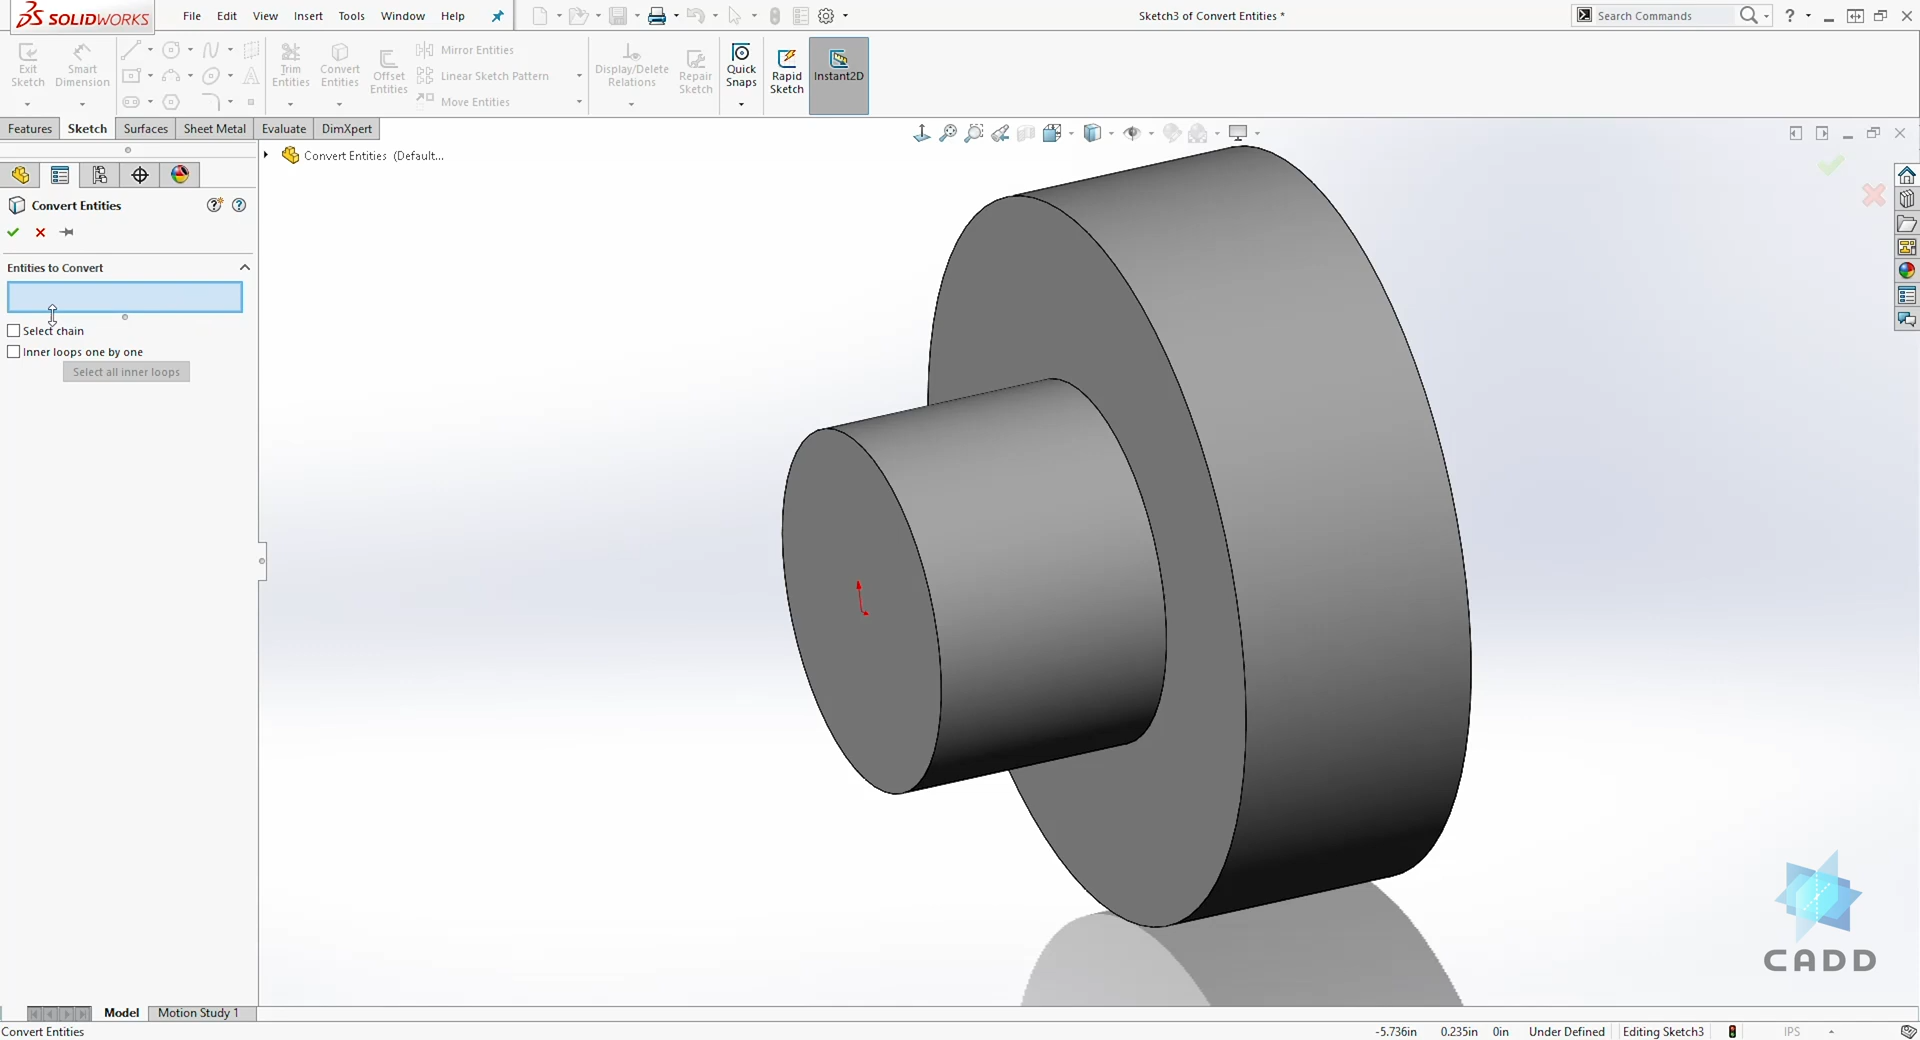 SOLIDWORKS
File Edit View Insert Tools Window Help
Sketch3 of Convert Entities *
Search Commands
Exit Sketch
Smart Dimension
Trim Entities
Convert Entities
Offset Entities
Mirror Entities
Linear Sketch Pattern
Move Entities
Display/Delete Relations
Repair Sketch
Quick Snaps
Rapid Sketch
Instant2D
Features Sketch Surfaces Sheet Metal Evaluate DimXpert
Convert Entities (Default...
Convert Entities
Entities to Convert
Select chain
Inner loops one by one
Select all inner loops
CADD
Model Motion Study 1
Convert Entities
-5.736in 0.235in 0in Under Defined Editing Sketch3 IPS